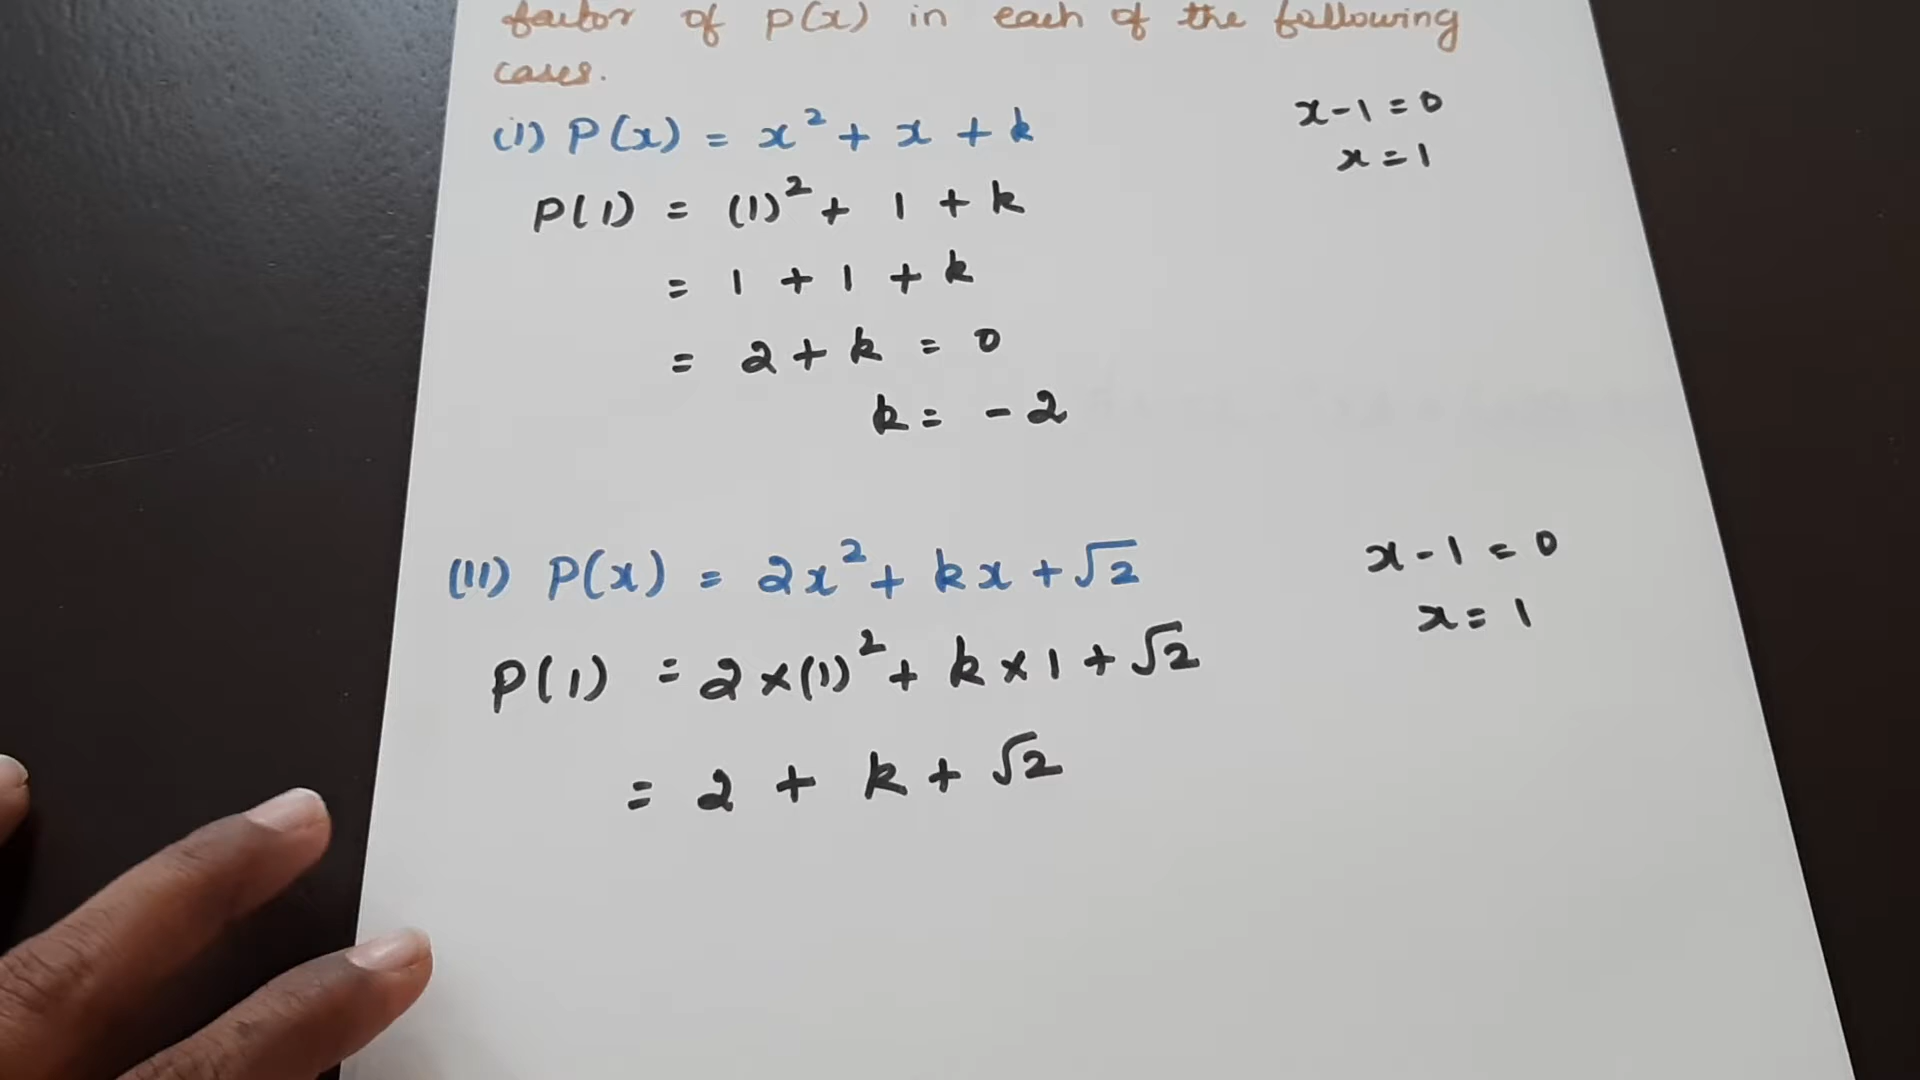 factor of p(x) in each of the following
cases.
(i) P(x) = x² + x + k
x-1 = 0
x = 1
P(1) = (1)² + 1 + k
= 1 + 1 + k
= 2 + k = 0
k = -2
(ii) P(x) = 2x² + kx + √2
x-1 = 0
x = 1
P(1) = 2×(1)² + k×1 + √2
= 2 + k + √2